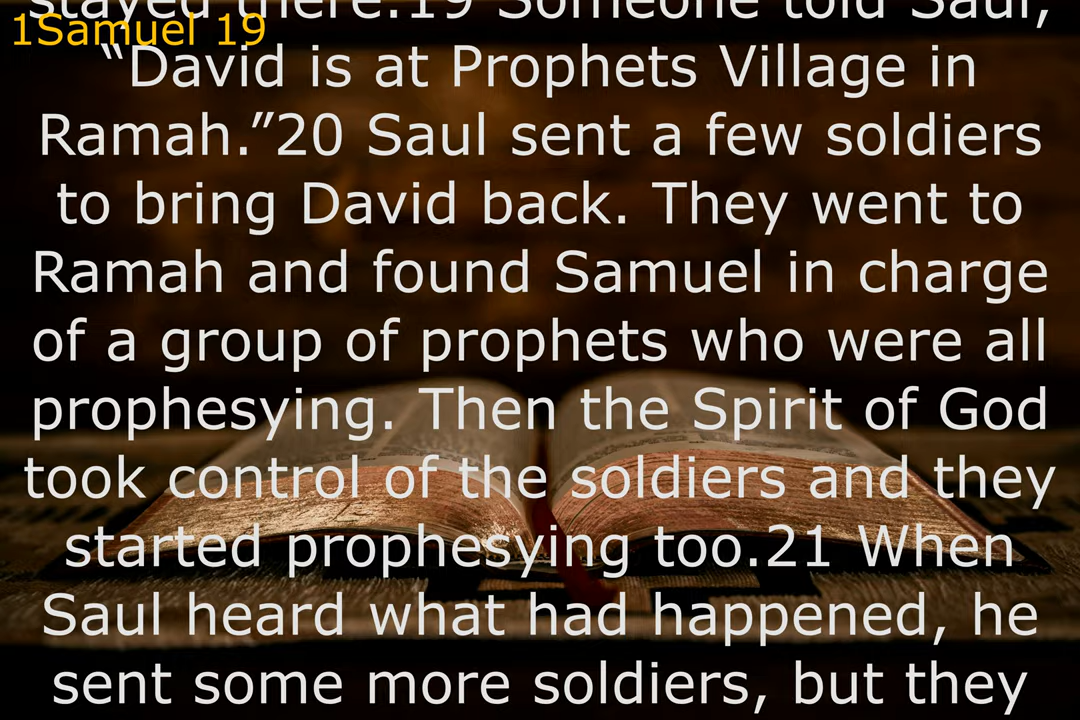 stayed there.19 Someone told Saul,
1Samuel 19
“David is at Prophets Village in
Ramah.”20 Saul sent a few soldiers
to bring David back. They went to
Ramah and found Samuel in charge
of a group of prophets who were all
prophesying. Then the Spirit of God
took control of the soldiers and they
started prophesying too.21 When
Saul heard what had happened, he
sent some more soldiers, but they